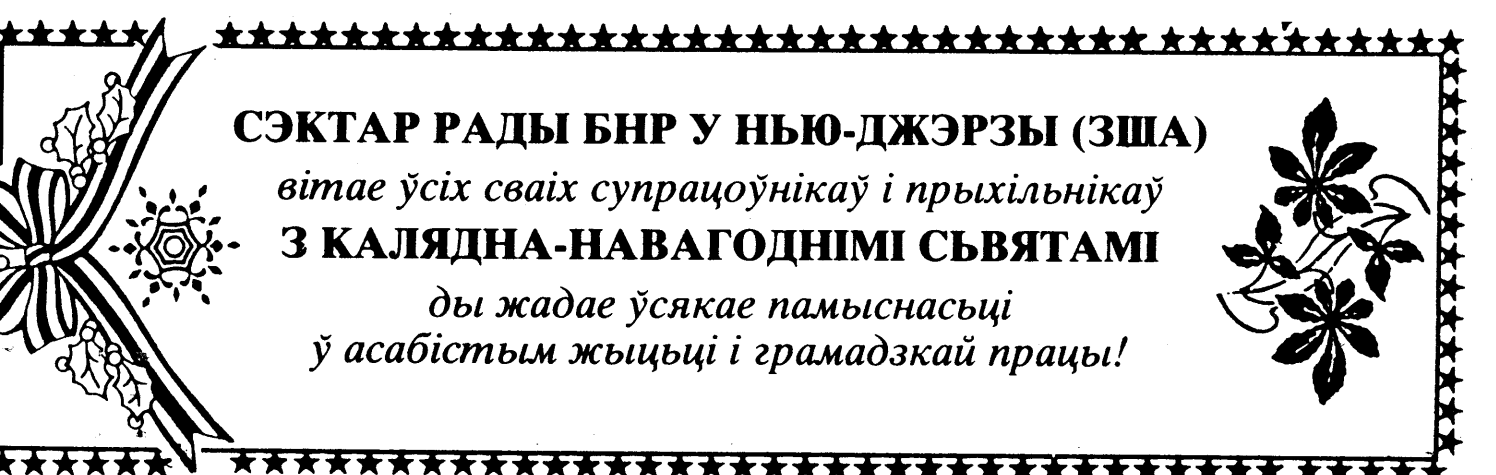 СЭКТАР РАДЫ БНР У НЬЮ-ДЖЭРЗЫ (ЗША)
вітае ўсіх сваіх супрацоўнікаў і прыхільнікаў
З КАЛЯДНА-НАВАГОДНІМІ СЬВЯТАМІ
ды жадае ўсякае памыснасьці
ў асабістым жыцьці і грамадзкай працы!